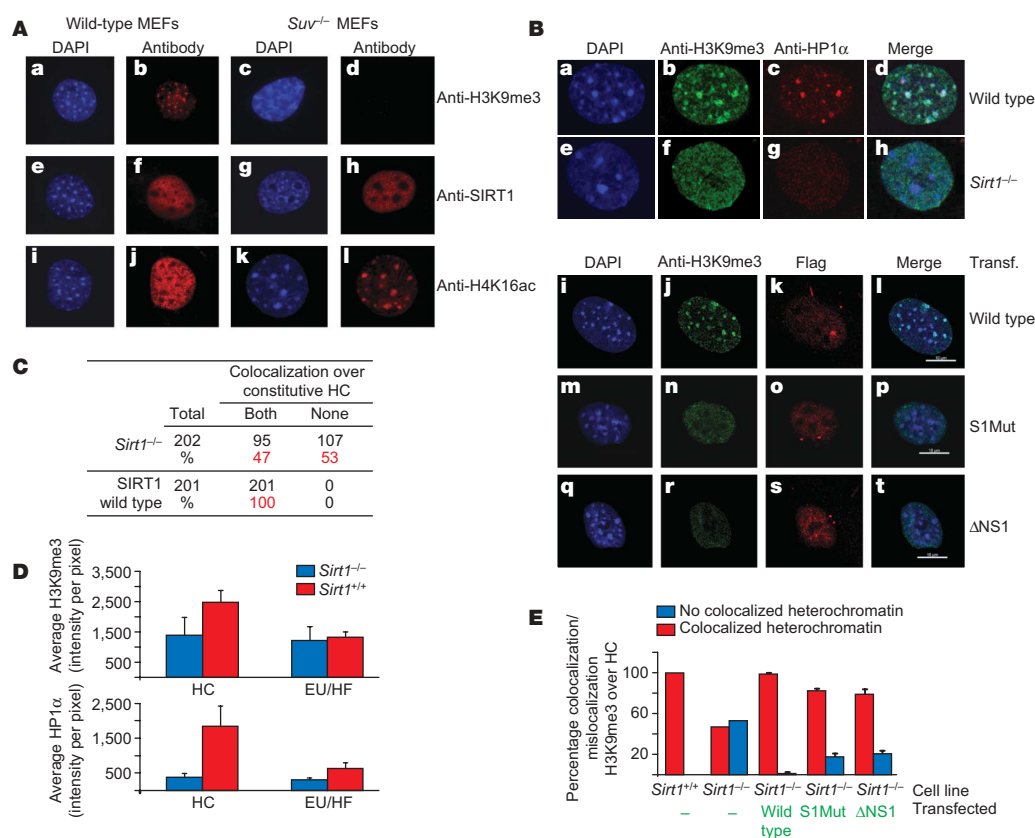 A
Wild-type MEFs
Suv–/– MEFs
DAPI
Antibody
DAPI
Antibody
a
b
c
d
Anti-H3K9me3
e
f
g
h
Anti-SIRT1
i
j
k
l
Anti-H4K16ac
B
DAPI
Anti-H3K9me3
Anti-HP1α
Merge
a
b
c
d
Wild type
e
f
g
h
Sirt1–/–
DAPI
Anti-H3K9me3
Flag
Merge
Transf.
i
j
k
l
Wild type
m
n
o
p
S1Mut
q
r
s
t
ΔNS1
C
Colocalization over
constitutive HC
Total
Both
None
Sirt1–/–
202
95
107
%
47
53
SIRT1
201
201
0
wild type
%
100
0
D
Sirt1–/–
Sirt1+/+
Average H3K9me3
(intensity per pixel)
3,500
2,500
1,500
500
HC
EU/HF
Average HP1α
(intensity per pixel)
2,500
1,500
500
HC
EU/HF
E
No colocalized heterochromatin
Colocalized heterochromatin
Percentage colocalization/
mislocalization
H3K9me3 over HC
100
60
20
Sirt1+/+
Sirt1–/–
Sirt1–/–
Sirt1–/–
Sirt1–/–
Cell line
–
–
Wild
type
S1Mut
ΔNS1
Transfected